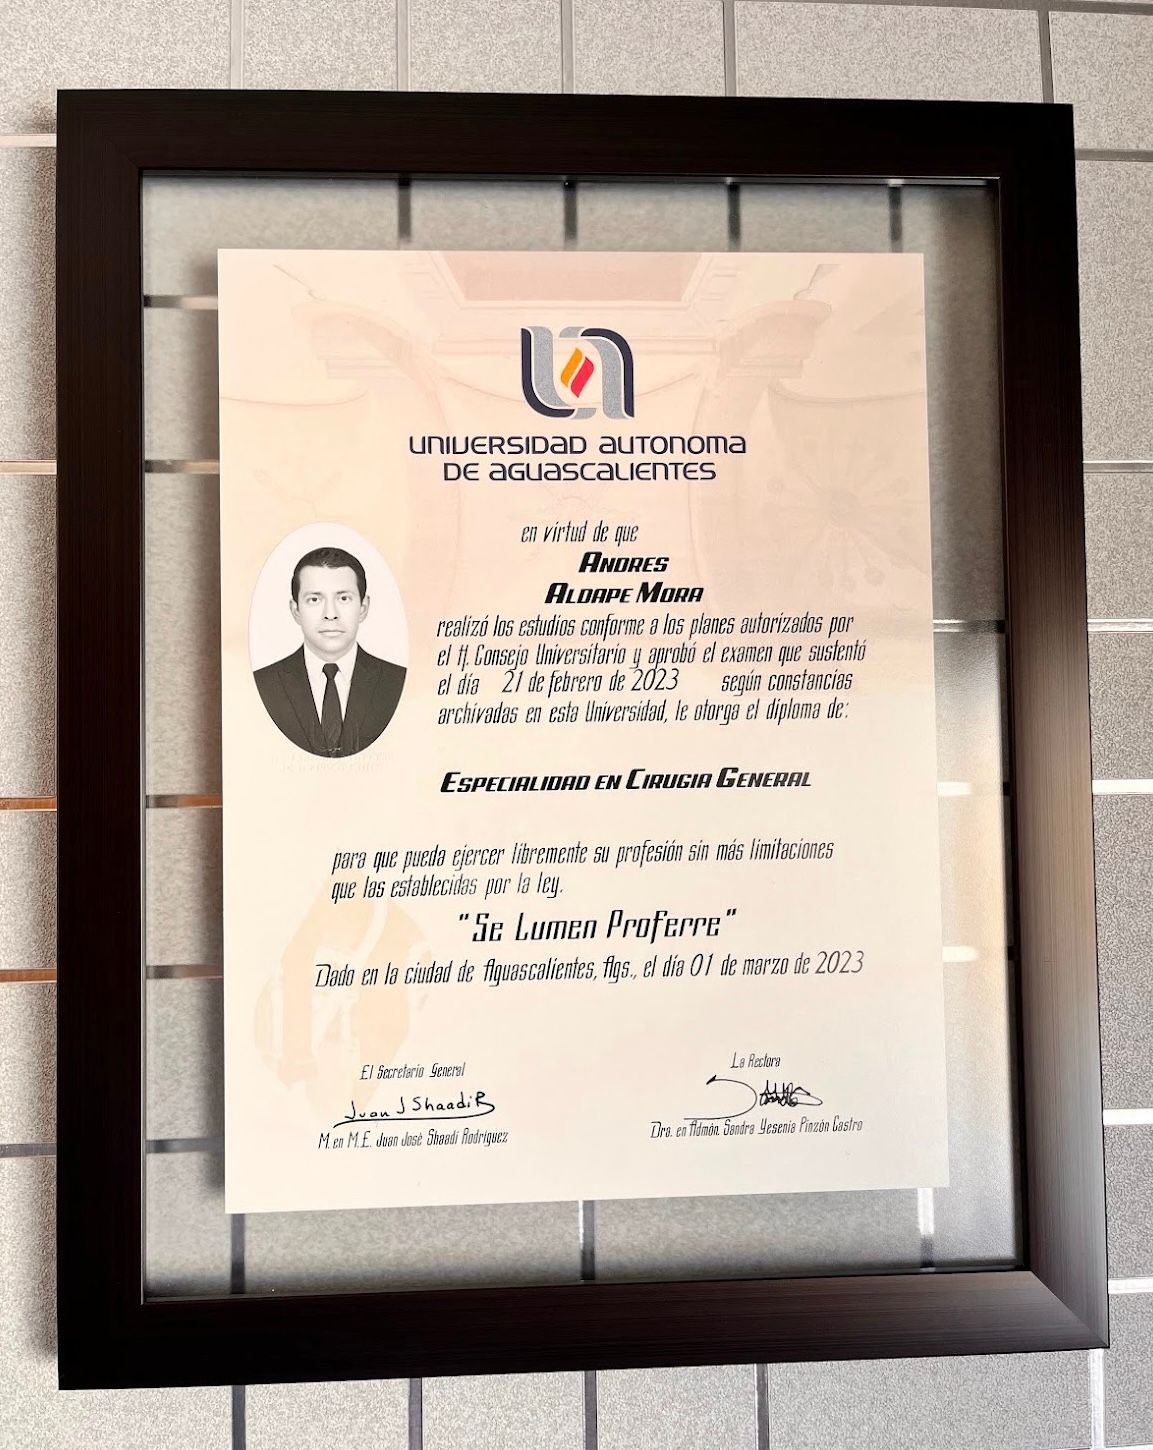 UNIVERSIDAD AUTONOMA
DE AGUASCALIENTES
en virtud de que
ANDRES
ALDAPE MORA
realizó los estudios conforme a los planes autorizados por
el H. Consejo Universitario y aprobó el examen que sustentó
el día 21 de febrero de 2023 según constancias
archivadas en esta Universidad, le otorga el diploma de:
ESPECIALIDAD EN CIRUGIA GENERAL
para que pueda ejercer libremente su profesión sin más limitaciones
que las establecidas por la ley.
"Se Lumen Proferre"
Dado en la ciudad de Aguascalientes, Ags., el día 01 de marzo de 2023
El Secretario General
Juan J Shaadi R
M. en M.E. Juan José Shaadi Rodríguez
La Rectora
Dra. en Admón. Sandra Yesenia Pinzón Castro